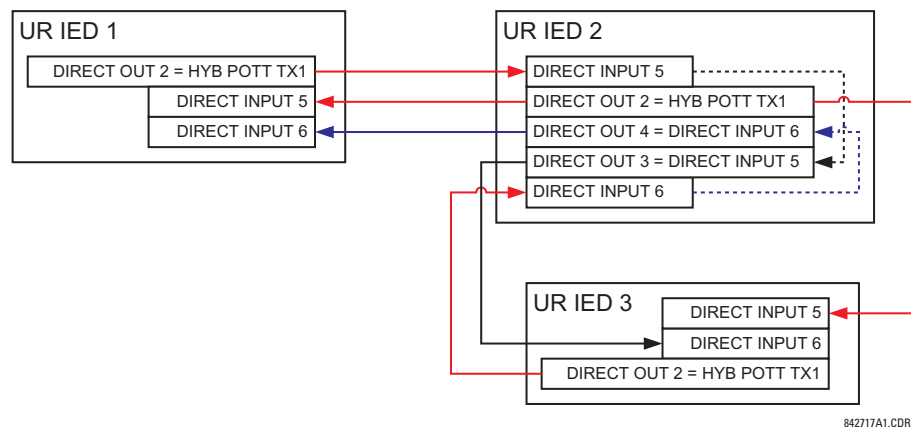 UR IED 1
DIRECT OUT 2 = HYB POTT TX1
DIRECT INPUT 5
DIRECT INPUT 6
UR IED 2
DIRECT INPUT 5
DIRECT OUT 2 = HYB POTT TX1
DIRECT OUT 4 = DIRECT INPUT 6
DIRECT OUT 3 = DIRECT INPUT 5
DIRECT INPUT 6
UR IED 3
DIRECT INPUT 5
DIRECT INPUT 6
DIRECT OUT 2 = HYB POTT TX1
842717A1.CDR